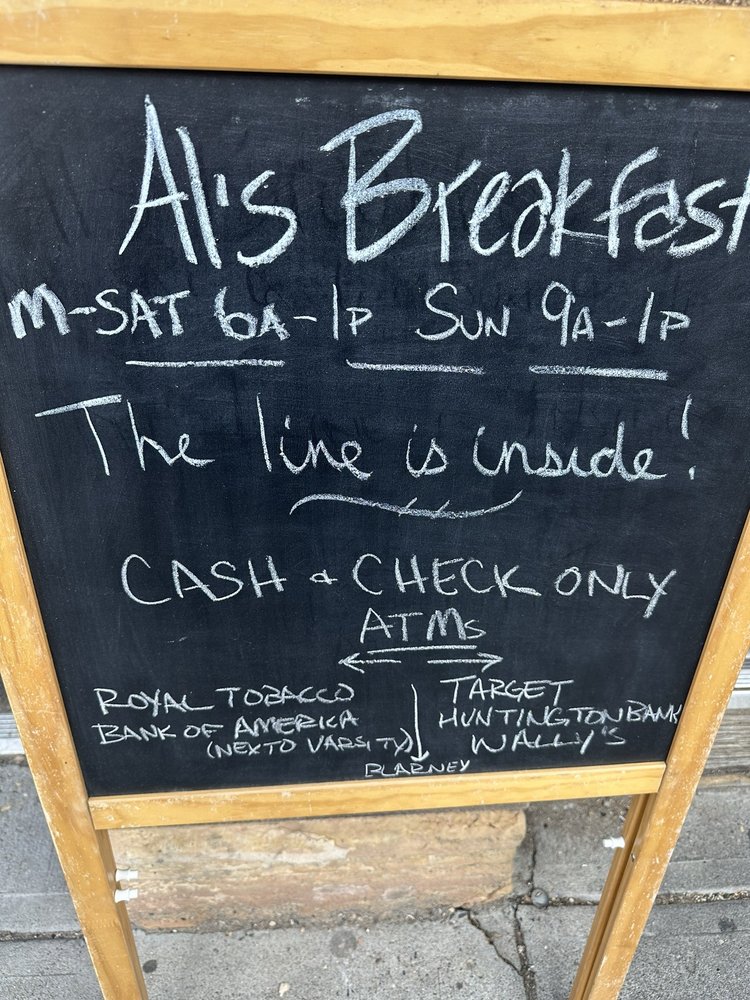 Al's Breakfast
M-SAT 6A-1P SUN 9A-1P
The line is inside!
CASH & CHECK ONLY
ATMs
ROYAL TOBACCO
BANK OF AMERICA
(NEXT TO VARSITY)
TARGET
HUNTINGTON BANK
WALLY'S
BLARNEY